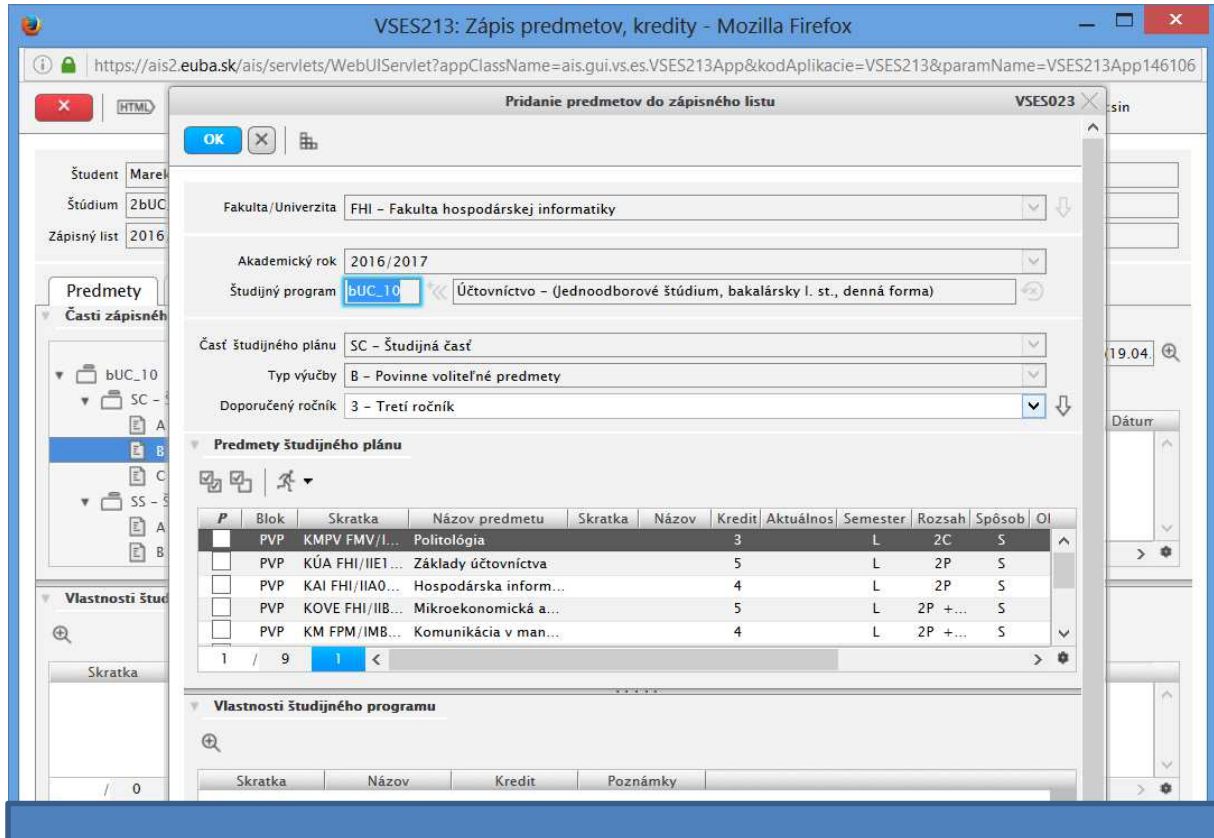 VSES213: Zápis predmetov, kredity - Mozilla Firefox
https://ais2.euba.sk/ais/servlets/WebUIServlet?appClassName=ais.gui.vs.es.VSES213App&kodAplikacie=VSES213&paramName=VSES213App146106
HTML
Pridanie predmetov do zápisného listu VSES023
sin
OK
Študent Marek
Štúdium 2bUC
Zápisný list 2016
Fakulta/Univerzita FHI – Fakulta hospodárskej informatiky
Akademický rok 2016/2017
Študijný program bUC_10 Účtovníctvo – (Jednoodborové štúdium, bakalársky I. st., denná forma)
Predmety
Časti zápisnéh
Časť študijného plánu SC – Študijná časť
19.04.
Typ výučby B – Povinne voliteľné predmety
Doporučený ročník 3 – Tretí ročník
bUC_10
SC – Š
A
B
C
SS – Š
A
B
Dátum
Predmety študijného plánu
P Blok Skratka Názov predmetu Skratka Názov Kredit Aktuálnos Semester Rozsah Spôsob
PVP KMPV FMV/I... Politológia 3 L 2C S
PVP KÚA FHI/IIE1... Základy účtovníctva 5 L 2P S
PVP KAI FHI/IIA0... Hospodárska inform... 4 L 2P S
PVP KOVE FHI/IIB... Mikroekonomická a... 5 L 2P +... S
PVP KM FPM/IMB... Komunikácia v man... 4 L 2P +... S
1 / 9 1
Vlastnosti štud
Skratka
/ 0
Vlastnosti študijného programu
Skratka Názov Kredit Poznámky